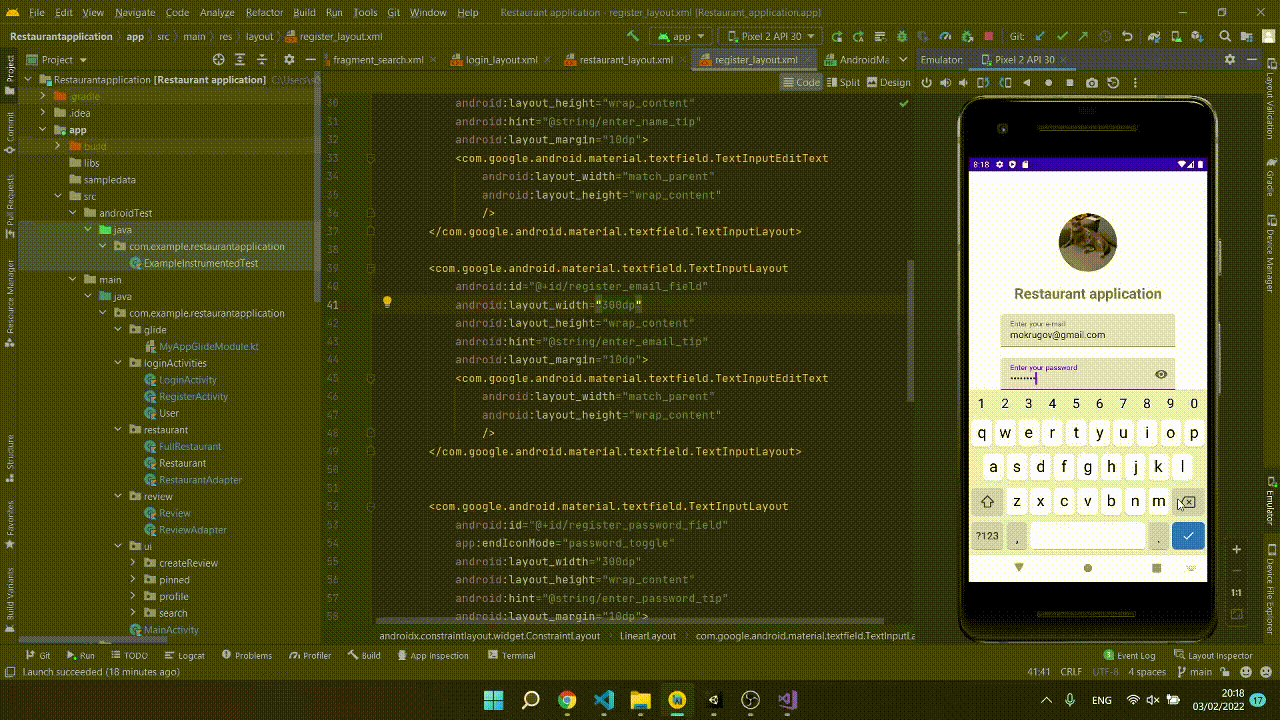 File Edit View Navigate Code Analyze Refactor Build Run Tools Git Window Help Restaurant application - register_layout.xml [Restaurant_application.app]
Restaurantapplication app src main res layout register_layout.xml app Pixel 2 API 30 Git:
Project fragment_search.xml login_layout.xml restaurant_layout.xml register_layout.xml AndroidMa Emulator: Pixel 2 API 30
Code Split Design
Restaurantapplication [Restaurant application]
.gradle
.idea
app
build
libs
sampledata
src
androidTest
java
com.example.restaurantapplication
ExampleInstrumentedTest
main
java
com.example.restaurantapplication
glide
MyAppGlideModule.kt
loginActivities
LoginActivity
RegisterActivity
User
restaurant
FullRestaurant
Restaurant
RestaurantAdapter
review
Review
ReviewAdapter
ui
createReview
pinned
profile
search
MainActivity
Project
Commit
Pull Requests
Resource Manager
Structure
Favorites
Build Variants
30 android:layout_height="wrap_content"
31 android:hint="@string/enter_name_tip"
32 android:layout_margin="10dp">
33 <com.google.android.material.textfield.TextInputEditText
34 android:layout_width="match_parent"
35 android:layout_height="wrap_content"
36 />
37 </com.google.android.material.textfield.TextInputLayout>
38
39 <com.google.android.material.textfield.TextInputLayout
40 android:id="@+id/register_email_field"
41 android:layout_width="300dp"
42 android:layout_height="wrap_content"
43 android:hint="@string/enter_email_tip"
44 android:layout_margin="10dp">
45 <com.google.android.material.textfield.TextInputEditText
46 android:layout_width="match_parent"
47 android:layout_height="wrap_content"
48 />
49 </com.google.android.material.textfield.TextInputLayout>
50
51
52 <com.google.android.material.textfield.TextInputLayout
53 android:id="@+id/register_password_field"
54 app:endIconMode="password_toggle"
55 android:layout_width="300dp"
56 android:layout_height="wrap_content"
57 android:hint="@string/enter_password_tip"
58 android:layout_margin="10dp">
androidx.constraintlayout.widget.ConstraintLayout LinearLayout com.google.android.material.textfield.TextInputLa
8:18
Restaurant application
Enter your e-mail
mokrugov@gmail.com
Enter your password
••••••••
1 2 3 4 5 6 7 8 9 0
q w e r t y u i o p
a s d f g h j k l
z x c v b n m
?123 , .
1:1
Layout Validation
Gradle
Device Manager
Emulator
Device File Explorer
Git Run TODO Logcat Problems Profiler Build App Inspection Terminal 3 Event Log Layout Inspector
Launch succeeded (18 minutes ago) 41:41 CRLF UTF-8 4 spaces main
ENG 20:18
03/02/2022 17